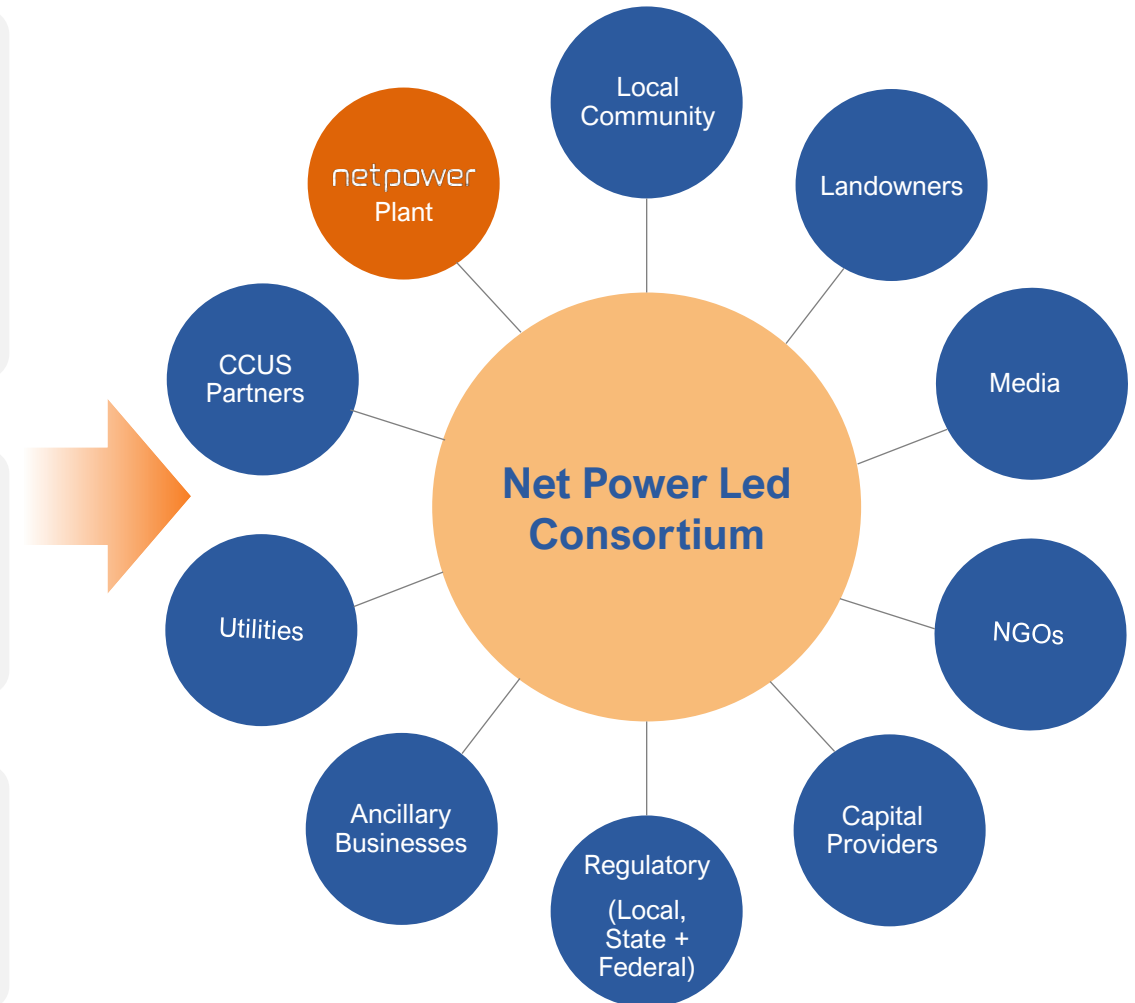 Local
Community
netpower
Plant
Landowners
CCUS
Partners
Media
Net Power Led
Consortium
Utilities
NGOs
Ancillary
Businesses
Capital
Providers
Regulatory
(Local,
State +
Federal)